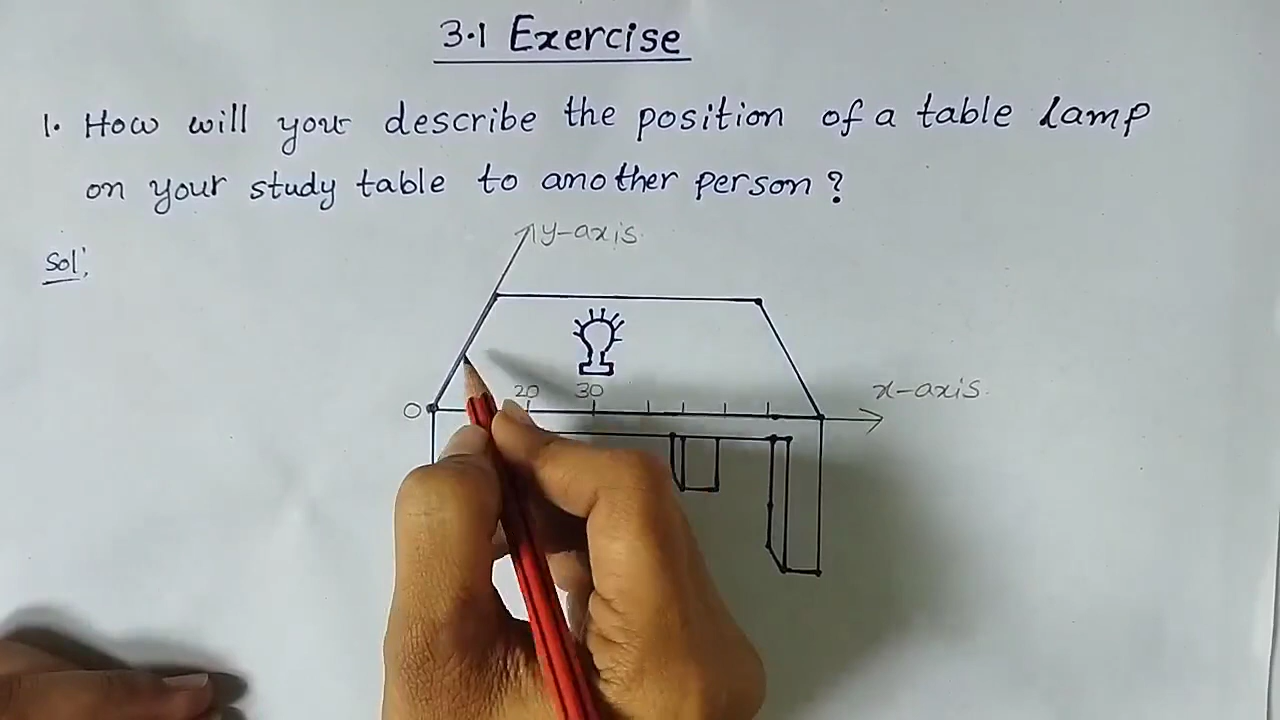 3.1 Exercise
1. How will your describe the position of a table lamp
on your study table to another person?
Sol:
y-axis.
20 30
x-axis.
O